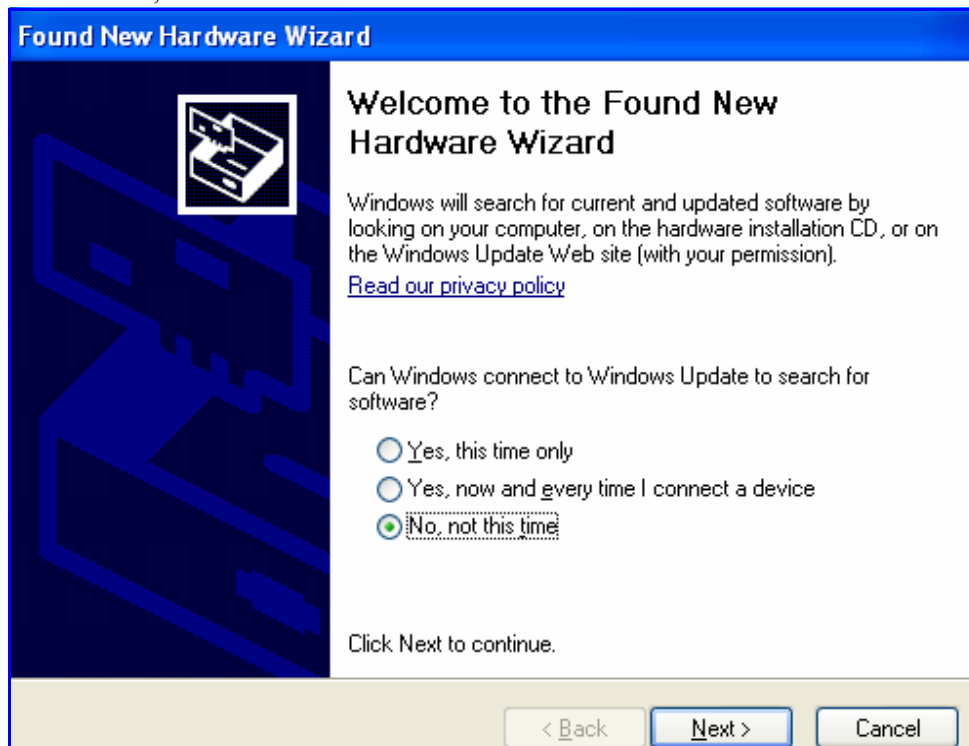 Found New Hardware Wizard
Welcome to the Found New
Hardware Wizard
Windows will search for current and updated software by
looking on your computer, on the hardware installation CD, or on
the Windows Update Web site (with your permission).
Read our privacy policy
Can Windows connect to Windows Update to search for
software?
Yes, this time only
Yes, now and every time I connect a device
No, not this time
Click Next to continue.
< Back
Next >
Cancel